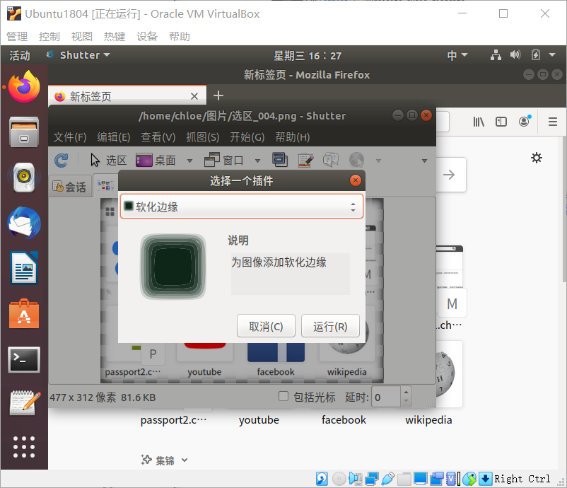 Ubuntu1804 [正在运行] - Oracle VM VirtualBox
管理 控制 视图 热键 设备 帮助
活动 Shutter 星期三 16：27 中
新标签页 - Mozilla Firefox
新标签页
/home/chloe/图片/选区_004.png - Shutter
文件(F) 编辑(E) 查看(V) 抓图(S) 开始(G) 帮助(H)
选区 桌面 窗口
会话
选择一个插件
软化边缘
说明
为图像添加软化边缘
取消(C) 运行(R)
M
.ch...
P
passport2.c... youtube facebook wikipedia
477 x 312 像素 81.6 KB 包括光标 延时: 0
M
passport2.c... youtube facebook wikipedia
集锦
Right Ctrl